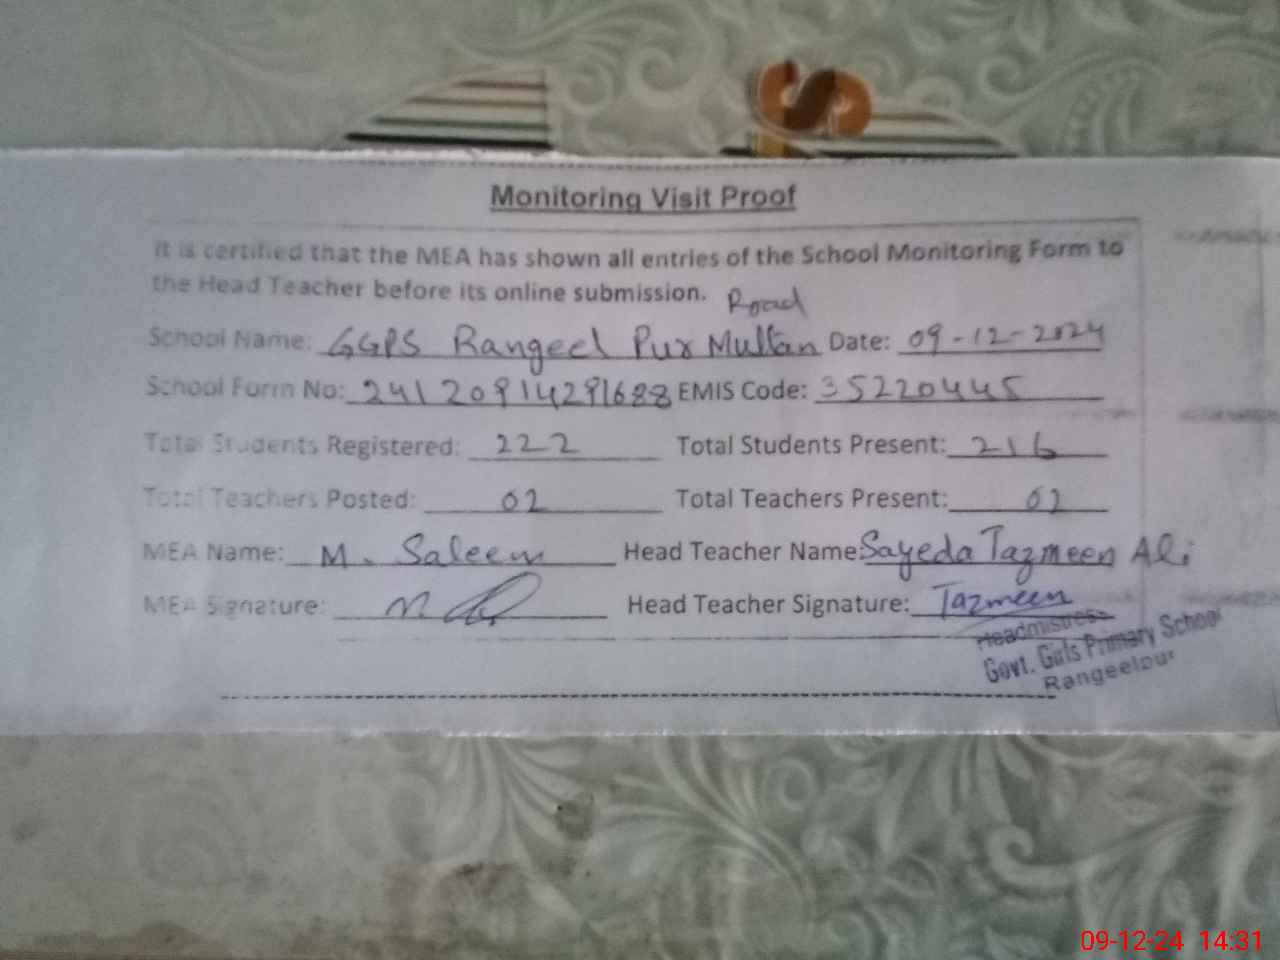 Monitoring Visit Proof
It is certified that the MEA has shown all entries of the School Monitoring Form to
the Head Teacher before its online submission.
Road
School Name: GGPS Rangeel Pur Multan Date: 09-12-2024
School Form No: 24120914291688 EMIS Code: 35220445
Total Students Registered: 222 Total Students Present: 216
Total Teachers Posted: 02 Total Teachers Present: 02
MEA Name: M. Saleem Head Teacher Name: Sayeda Tazmeen Ali
MEA Signature: Head Teacher Signature: Tazmeen
Headmistress
Govt. Girls Primary School
Rangeelpur
09-12-24 14:31